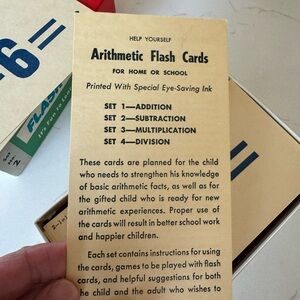 HELP YOURSELF
Arithmetic Flash Cards
FOR HOME OR SCHOOL
Printed With Special Eye-Saving Ink
SET 1—ADDITION
SET 2—SUBTRACTION
SET 3—MULTIPLICATION
SET 4—DIVISION
These cards are planned for the child
who needs to strengthen his knowledge
of basic arithmetic facts, as well as for
the gifted child who is ready for new
arithmetic experiences. Proper use of
the cards will result in better school work
and happier children.
Each set contains instructions for using
the cards, games to be played with flash
cards, and helpful suggestions for both
he child and the adult who wishes to
6
FLASH